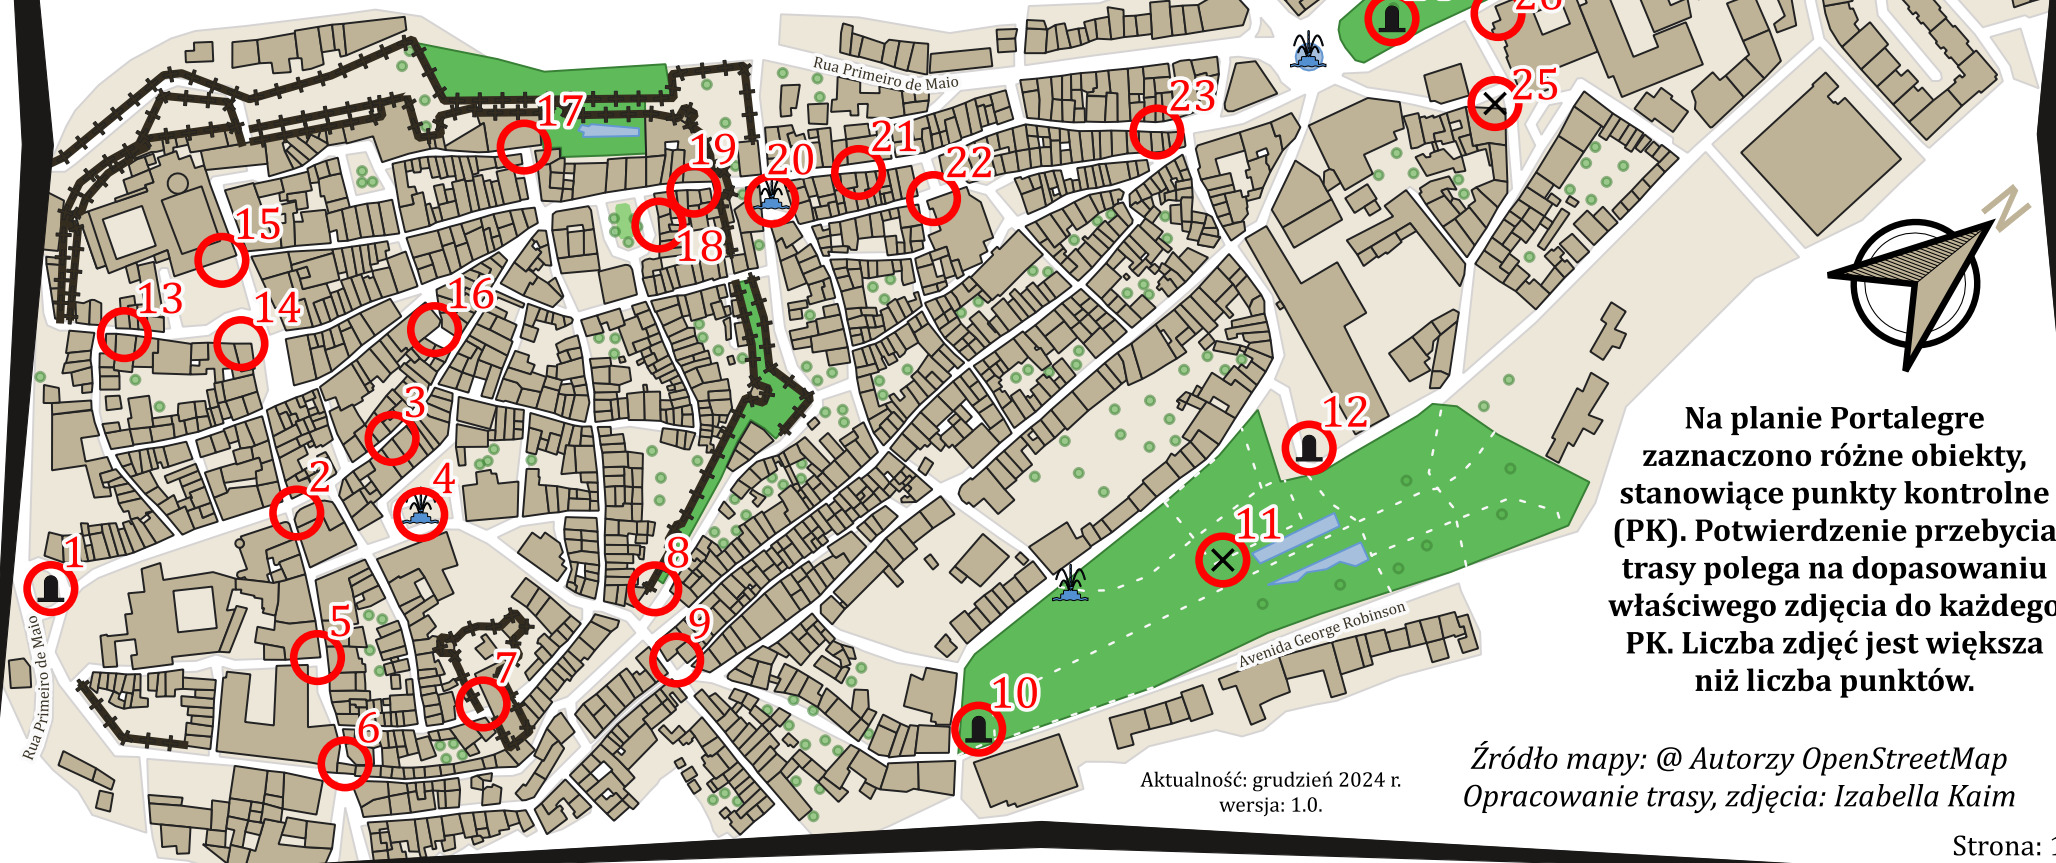 26
Rua Primeiro de Maio
25
23
17
21
19
20
22
18
15
N
13
14
16
3
12
2
4
11
1
8
5
9
7
10
6
Rua Primeiro de Maio
Avenida George Robinson
Na planie Portalegre
zaznaczono różne obiekty,
stanowiące punkty kontrolne
(PK). Potwierdzenie przebycia
trasy polega na dopasowaniu
właściwego zdjęcia do każdego
PK. Liczba zdjęć jest większa
niż liczba punktów.
Źródło mapy: @ Autorzy OpenStreetMap
Opracowanie trasy, zdjęcia: Izabella Kaim
Aktualność: grudzień 2024 r.
wersja: 1.0.
Strona: 1